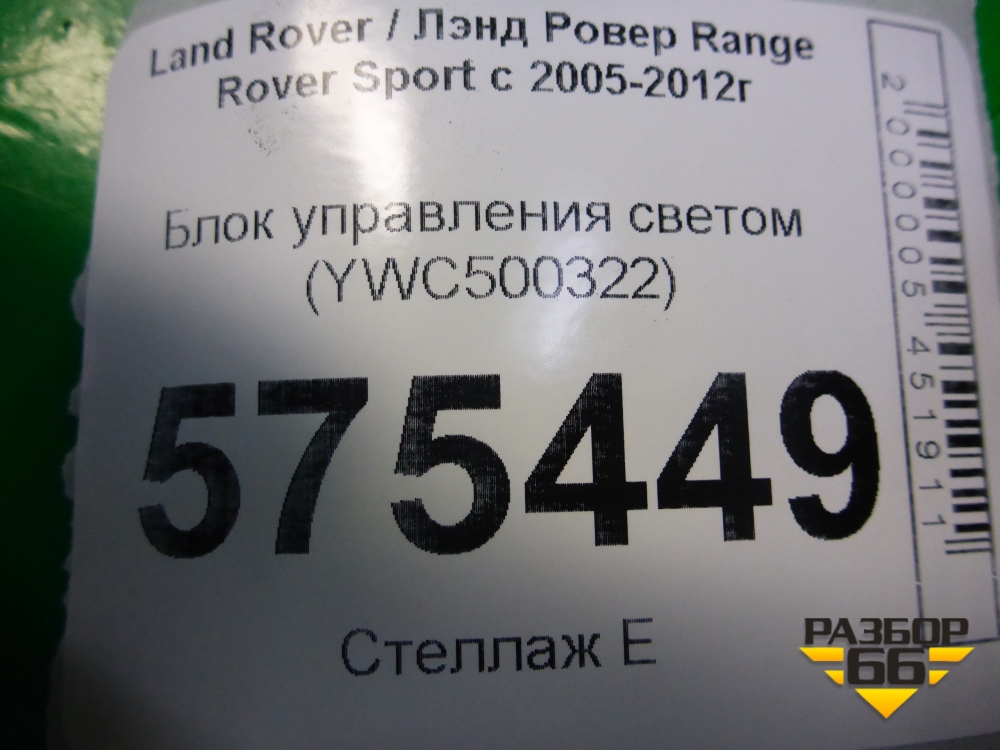 Land Rover / Лэнд Ровер Range
Rover Sport с 2005-2012г
Блок управления светом
(YWC500322)
575449
Стеллаж Е
2000005451911
РАЗБОР
66